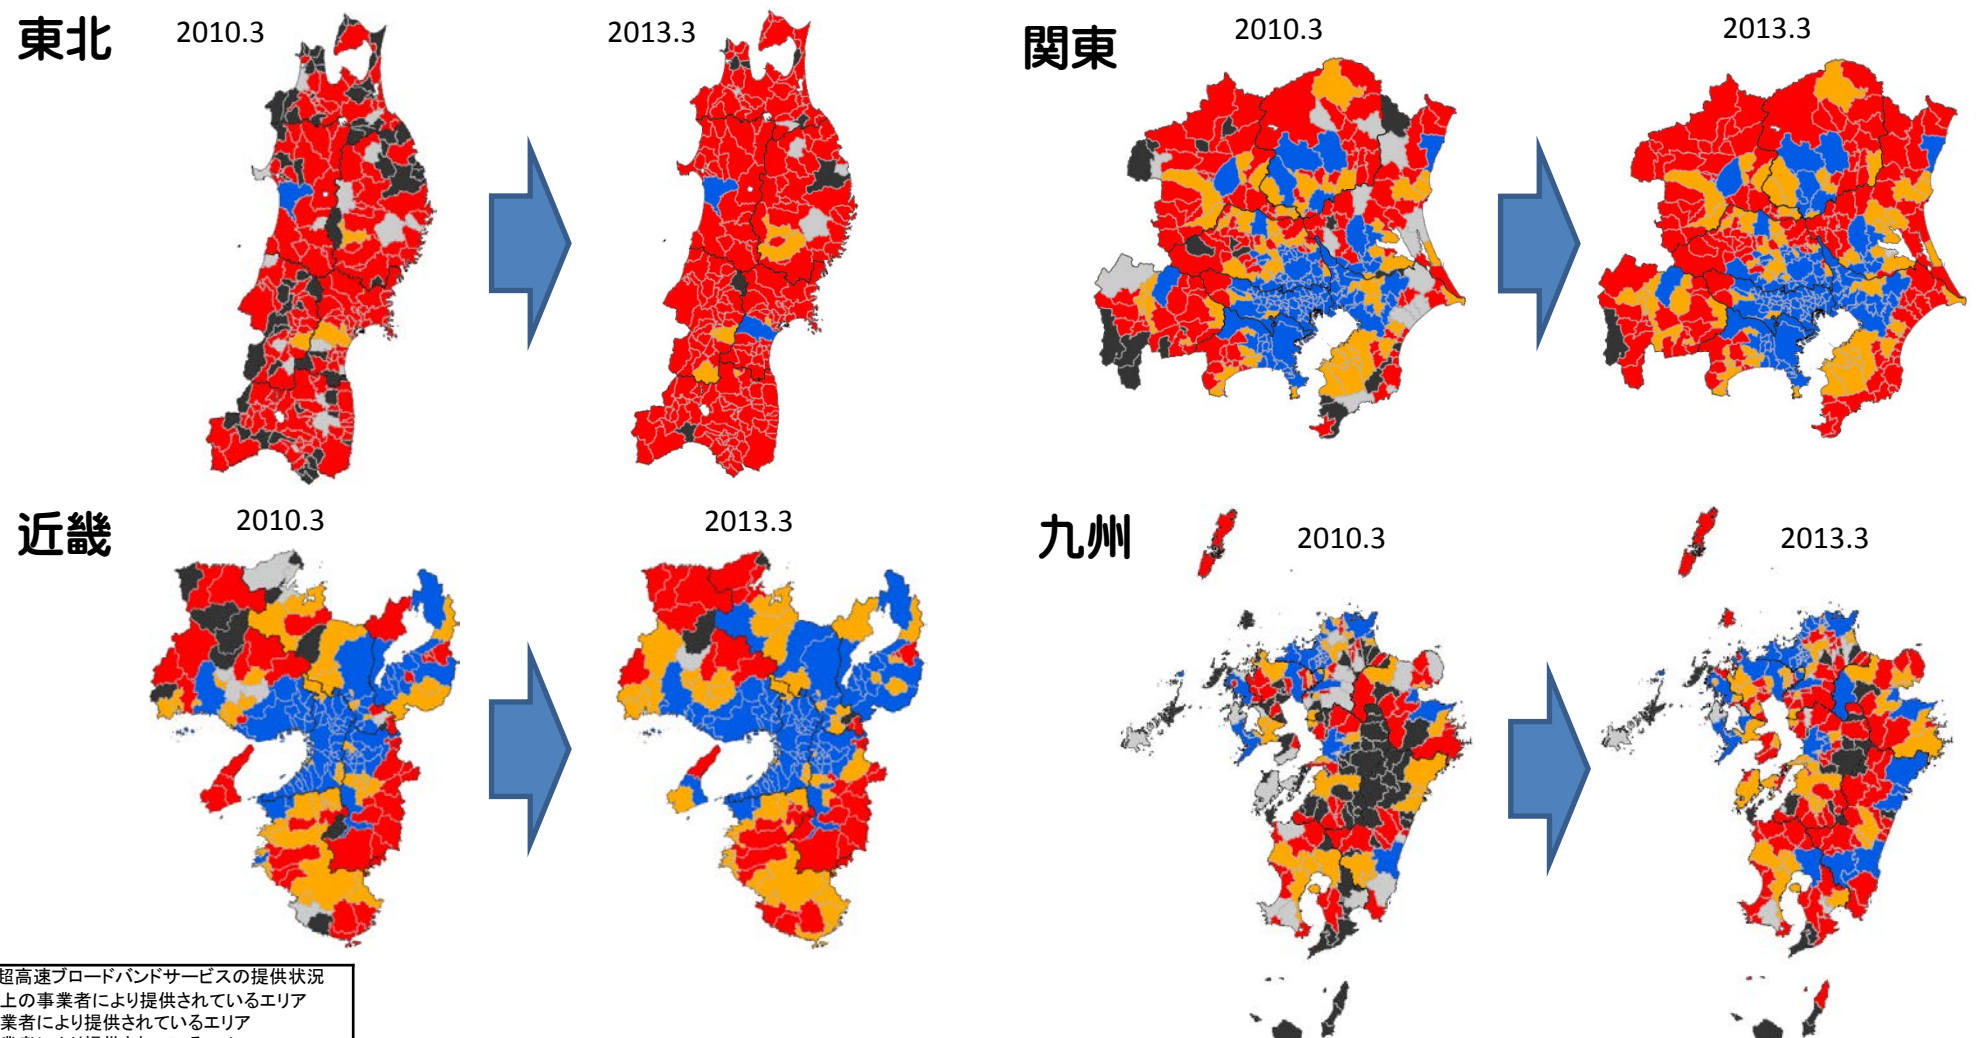 東北
2010.3
2013.3
関東
2010.3
2013.3
近畿
2010.3
2013.3
九州
2010.3
2013.3
超高速ブロードバンドサービスの提供状況
上の事業者により提供されているエリア
業者により提供されているエリア